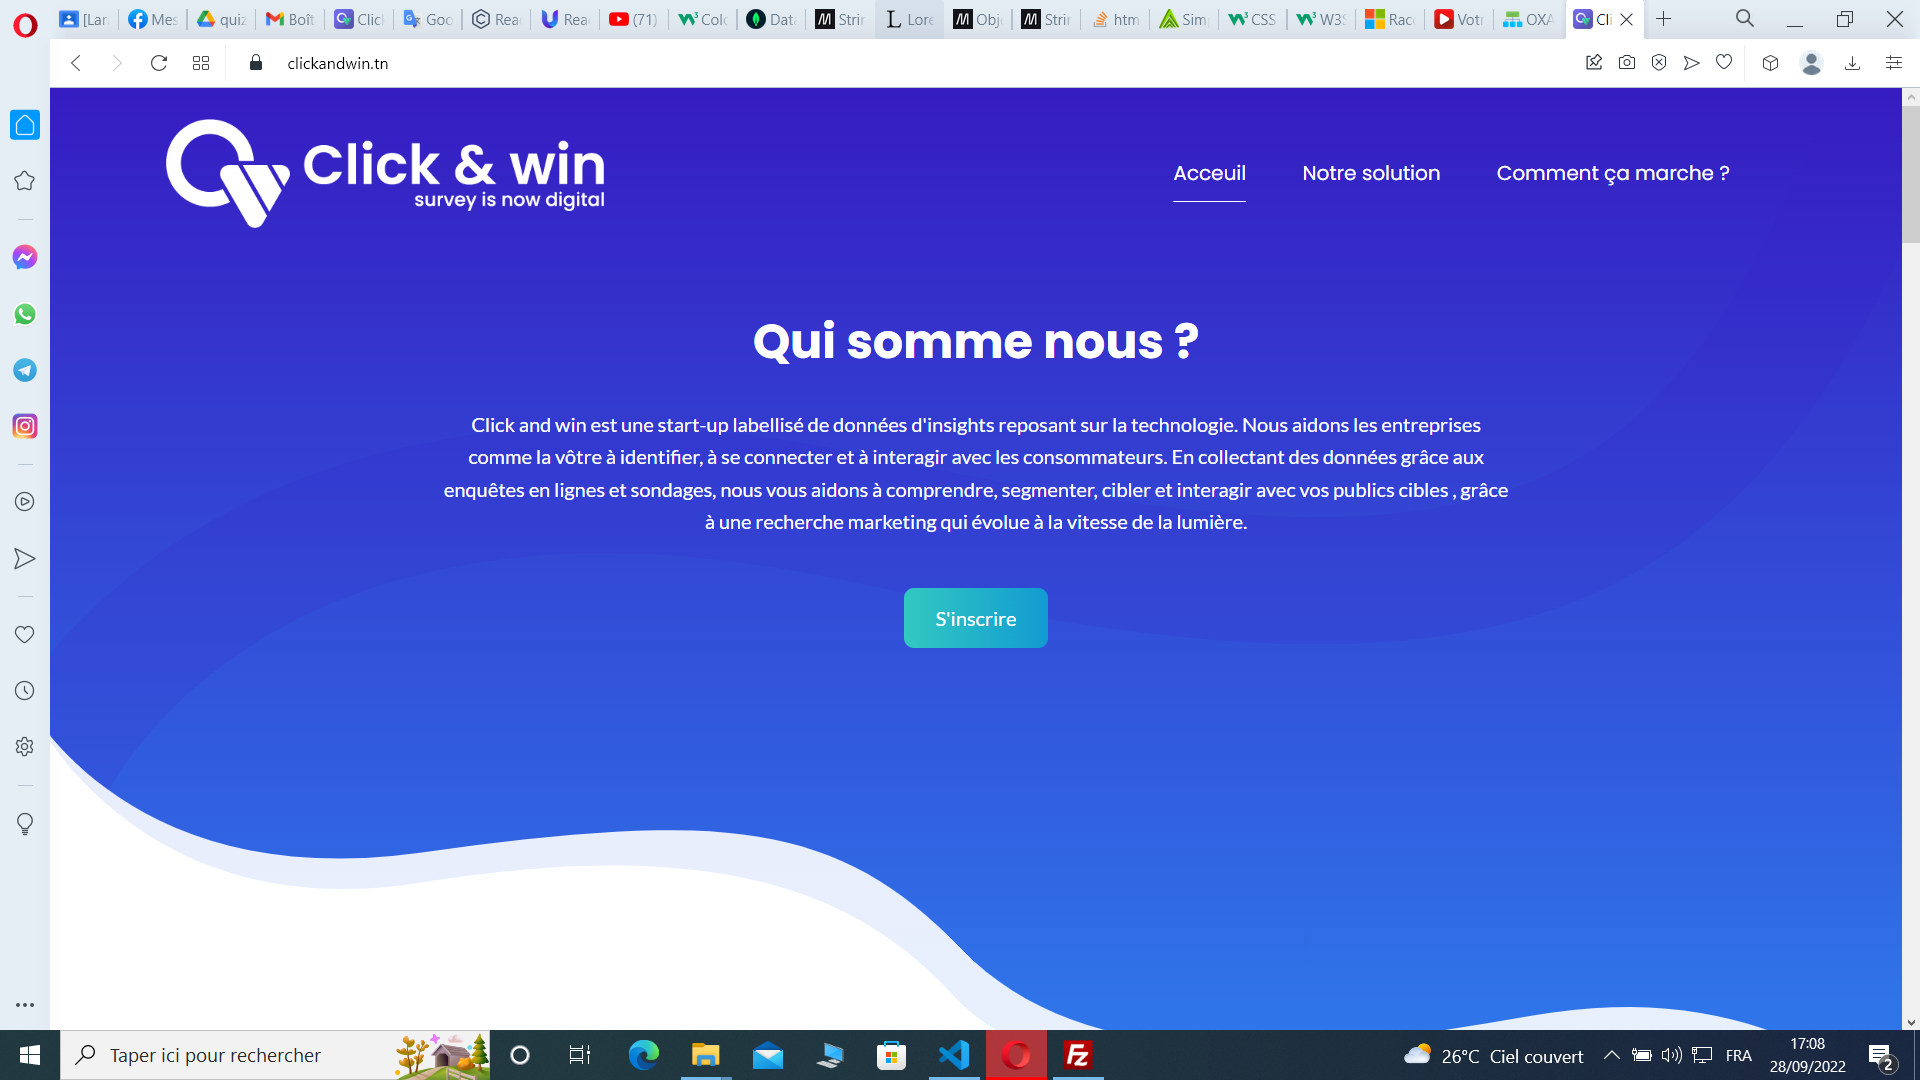 [Lar
Mes
quiz
Boît
Click
Goo
Rea
Rea
(71)
Colo
Data
Strin
Lore
Obj
Strin
htm
Sim
CSS
W3S
Rac
Votr
OXA
Cli
clickandwin.tn
Click & win
survey is now digital
Acceuil Notre solution Comment ça marche ?
Qui somme nous ?
Click and win est une start-up labellisé de données d'insights reposant sur la technologie. Nous aidons les entreprises
comme la vôtre à identifier, à se connecter et à interagir avec les consommateurs. En collectant des données grâce aux
enquêtes en lignes et sondages, nous vous aidons à comprendre, segmenter, cibler et interagir avec vos publics cibles , grâce
à une recherche marketing qui évolue à la vitesse de la lumière.
S'inscrire
Taper ici pour rechercher
26°C Ciel couvert
FRA
17:08
28/09/2022
2